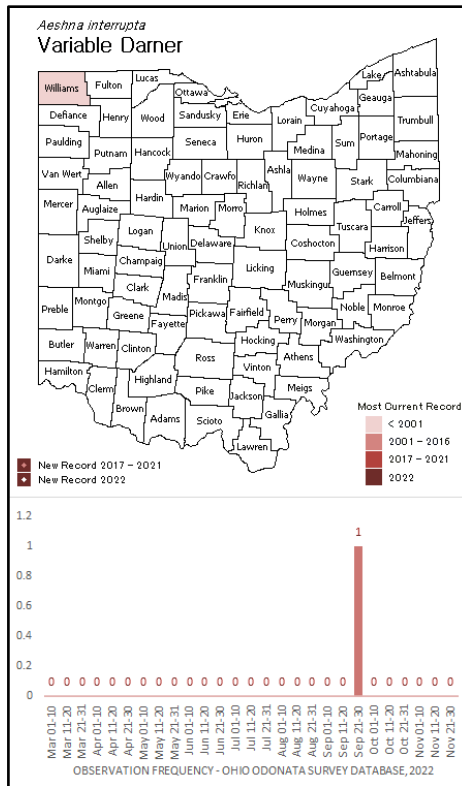 Aeshna interrupta
Variable Darner
Williams Fulton Lucas Ottawa Lake Ashtabula
Geauga
Cuyahoga
Defiance Henry Wood Sandusky Erie Lorain Trumbull
Paulding Putnam Hancock Seneca Huron Medina Sum Portage
Mahoning
Van Wert Allen Wyando Crawfo Richlan Ashla Wayne Stark Columbiana
Mercer Auglaize Hardin Marion Morro Holmes Carroll
Jeffers
Shelby Logan Union Delaware Knox Coshocton Tuscara Harrison
Darke Miami Champaig Licking Muskingu Guernsey Belmont
Clark Madis Franklin
Preble Montgo Greene Pickawa Fairfield Perry Morgan Noble Monroe
Fayette Washington
Butler Warren Clinton Ross Hocking Athens
Hamilton Vinton
Clerm Highland Pike Jackson Meigs
Brown Adams Scioto Gallia
Lawren
Most Current Record
< 2001
2001 – 2016
2017 – 2021
2022
New Record 2017 – 2021
New Record 2022
1.2
1
0.8
0.6
0.4
0.2
0
0 0 0 0 0 0 0 0 0 0 0 0 0 0 0 0 0 0 0 0 1 0 0 0 0 0 0
Mar 01-10
Mar 11-20
Mar 21-31
Apr 01-10
Apr 11-20
Apr 21-30
May 01-10
May 11-20
May 21-31
Jun 01-10
Jun 11-20
Jun 21-30
Jul 01-10
Jul 11-20
Jul 21-31
Aug 01-10
Aug 11-20
Aug 21-31
Sep 01-10
Sep 11-20
Sep 21-30
Oct 01-10
Oct 11-20
Oct 21-31
Nov 01-10
Nov 11-20
Nov 21-30
OBSERVATION FREQUENCY - OHIO ODONATA SURVEY DATABASE, 2022